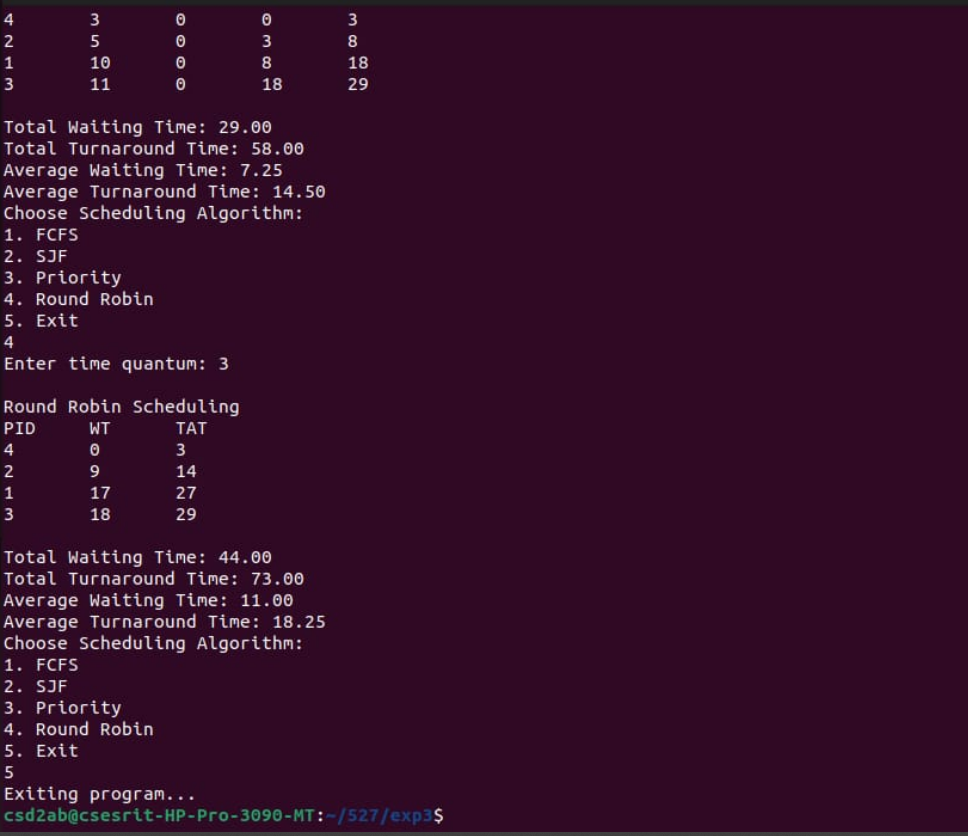 4 3 0 0 3
2 5 0 3 8
1 10 0 8 18
3 11 0 18 29
Total Waiting Time: 29.00
Total Turnaround Time: 58.00
Average Waiting Time: 7.25
Average Turnaround Time: 14.50
Choose Scheduling Algorithm:
1. FCFS
2. SJF
3. Priority
4. Round Robin
5. Exit
4
Enter time quantum: 3
Round Robin Scheduling
PID WT TAT
4 0 3
2 9 14
1 17 27
3 18 29
Total Waiting Time: 44.00
Total Turnaround Time: 73.00
Average Waiting Time: 11.00
Average Turnaround Time: 18.25
Choose Scheduling Algorithm:
1. FCFS
2. SJF
3. Priority
4. Round Robin
5. Exit
5
Exiting program...
csd2ab@csesrit-HP-Pro-3090-MT:~/527/exp3$